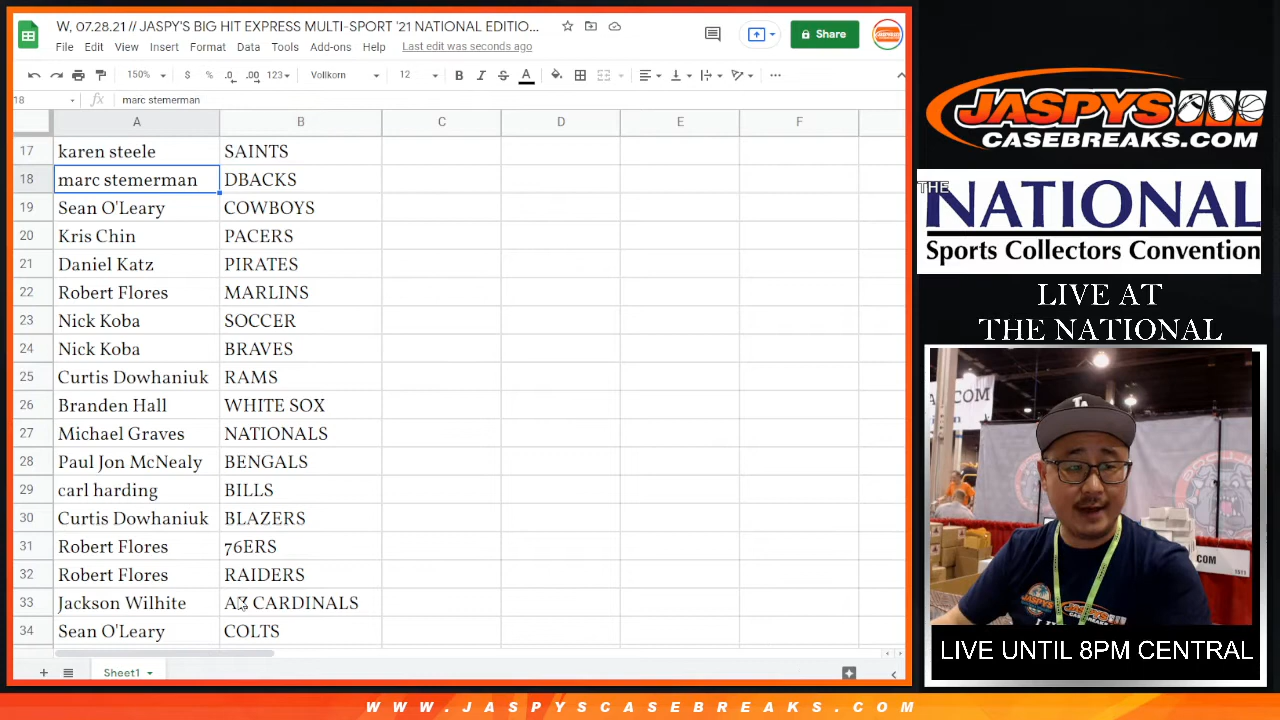 W, 07.28.21 // JASPY'S BIG HIT EXPRESS MULTI-SPORT '21 NATIONAL EDITIO...
File Edit View Insert Format Data Tools Add-ons Help Last edit was seconds ago
Share
150% $ % .0 .00 123 Vollkorn 12 B I S A
18 fx marc stemerman
A B C D E F
17 karen steele SAINTS
18 marc stemerman DBACKS
19 Sean O'Leary COWBOYS
20 Kris Chin PACERS
21 Daniel Katz PIRATES
22 Robert Flores MARLINS
23 Nick Koba SOCCER
24 Nick Koba BRAVES
25 Curtis Dowhaniuk RAMS
26 Branden Hall WHITE SOX
27 Michael Graves NATIONALS
28 Paul Jon McNealy BENGALS
29 carl harding BILLS
30 Curtis Dowhaniuk BLAZERS
31 Robert Flores 76ERS
32 Robert Flores RAIDERS
33 Jackson Wilhite AZ CARDINALS
34 Sean O'Leary COLTS
Sheet1
JASPYS
CASEBREAKS.COM
THE
NATIONAL
Sports Collectors Convention
LIVE AT
THE NATIONAL
.COM
.COM
LIVE UNTIL 8PM CENTRAL
WWW.JASPYSCASEBREAKS.COM